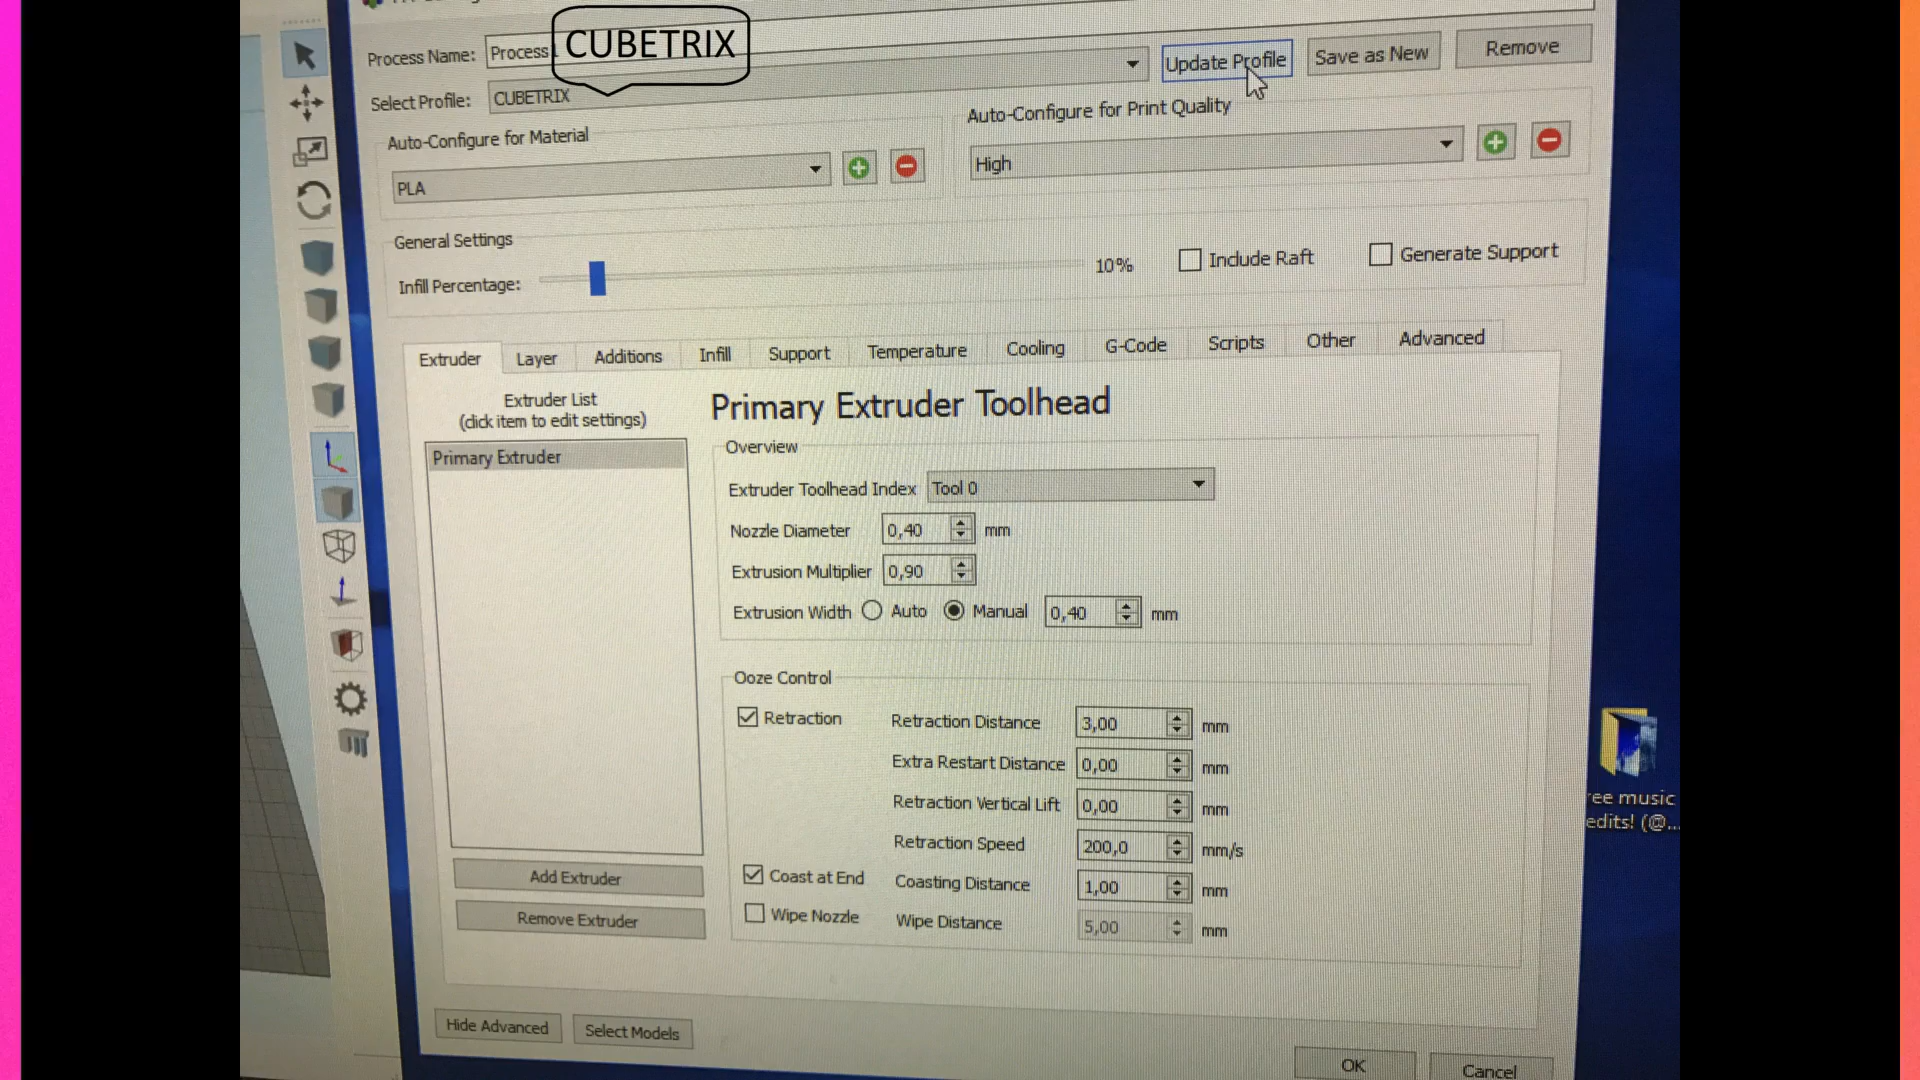 Process Name: Process
CUBETRIX
Select Profile: CUBETRIX
Update Profile Save as New Remove
Auto-Configure for Material
PLA
Auto-Configure for Print Quality
High
General Settings
Infill Percentage: 10% Include Raft Generate Support
Extruder Layer Additions Infill Support Temperature Cooling G-Code Scripts Other Advanced
Extruder List
(click item to edit settings)
Primary Extruder
Add Extruder
Remove Extruder
Primary Extruder Toolhead
Overview
Extruder Toolhead Index Tool 0
Nozzle Diameter 0,40 mm
Extrusion Multiplier 0,90
Extrusion Width Auto Manual 0,40 mm
Ooze Control
Retraction Retraction Distance 3,00 mm
Extra Restart Distance 0,00 mm
Retraction Vertical Lift 0,00 mm
Retraction Speed 200,0 mm/s
Coast at End Coasting Distance 1,00 mm
Wipe Nozzle Wipe Distance 5,00 mm
Hide Advanced Select Models
OK Cancel
ree music
edits! (@...